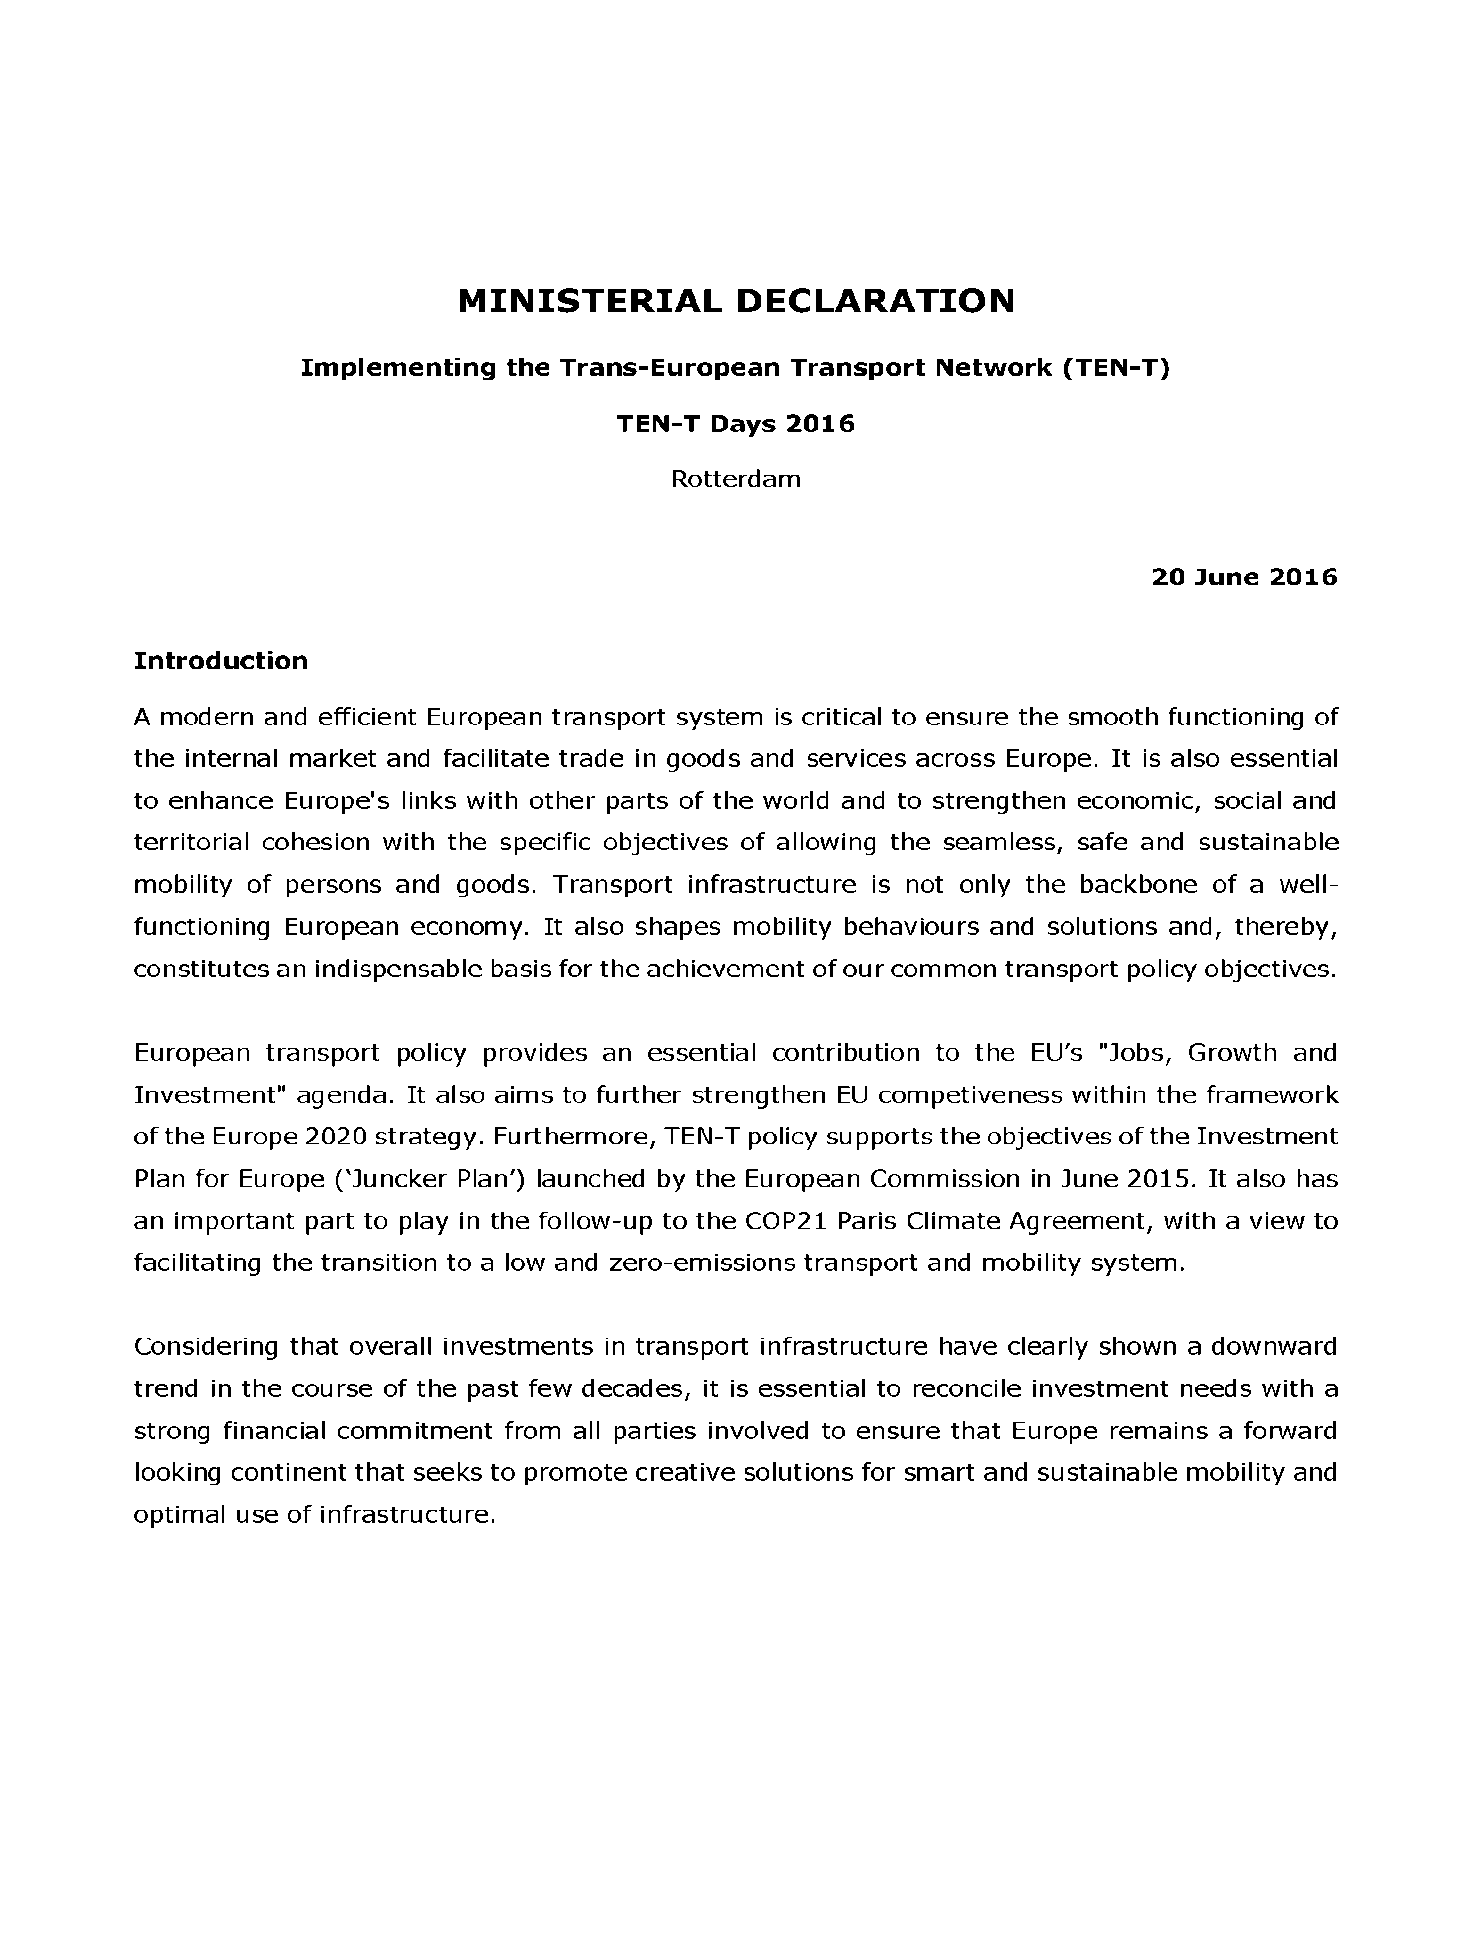 MINISTERIAL DECLARATION
Implementing the Trans-European Transport Network (TEN-T)
TEN-T Days 2016
Rotterdam
20 June 2016
Introduction
A modern and efficient European transport system is critical to ensure the smooth functioning of
the internal market and facilitate trade in goods and services across Europe. It is also essential
to enhance Europe's links with other parts of the world and to strengthen economic, social and
territorial cohesion with the specific objectives of allowing the seamless, safe and sustainable
mobility of persons and goods. Transport infrastructure is not only the backbone of a well-
functioning European economy. It also shapes mobility behaviours and solutions and, thereby,
constitutes an indispensable basis for the achievement of our common transport policy objectives.
European transport policy provides an essential contribution to the EU’s "Jobs, Growth and
Investment" agenda. It also aims to further strengthen EU competiveness within the framework
of the Europe 2020 strategy. Furthermore, TEN-T policy supports the objectives of the Investment
Plan for Europe (‘Juncker Plan’) launched by the European Commission in June 2015. It also has
an important part to play in the follow-up to the COP21 Paris Climate Agreement, with a view to
facilitating the transition to a low and zero-emissions transport and mobility system.
Considering that overall investments in transport infrastructure have clearly shown a downward
trend in the course of the past few decades, it is essential to reconcile investment needs with a
strong financial commitment from all parties involved to ensure that Europe remains a forward
looking continent that seeks to promote creative solutions for smart and sustainable mobility and
optimal use of infrastructure.